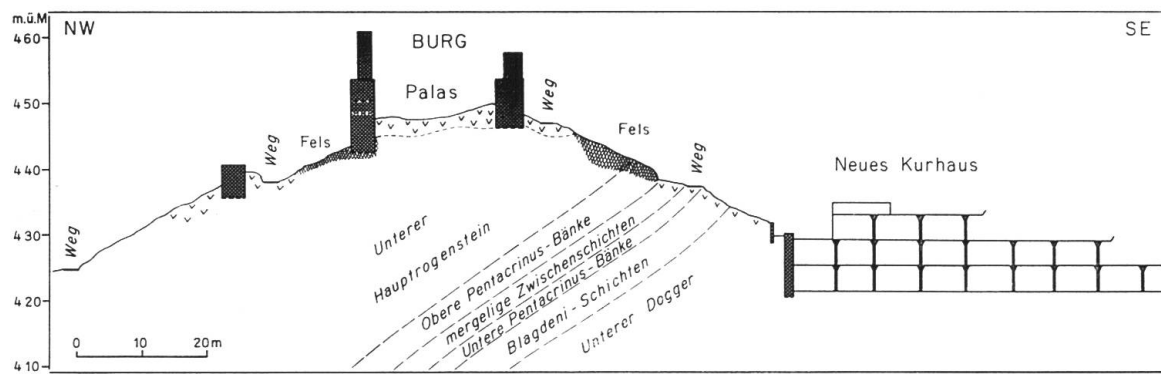 m.ü.M
NW
SE
460
450
440
430
420
410
BURG
Palas
Weg
Fels
Weg
Weg
Fels
Weg
Neues Kurhaus
Unterer
Hauptrogenstein
Obere Pentacrinus-Bänke
mergelige Zwischenschichten
Untere Pentacrinus-Bänke
Blagdeni-Schichten
Unterer Dogger
0 10 20m